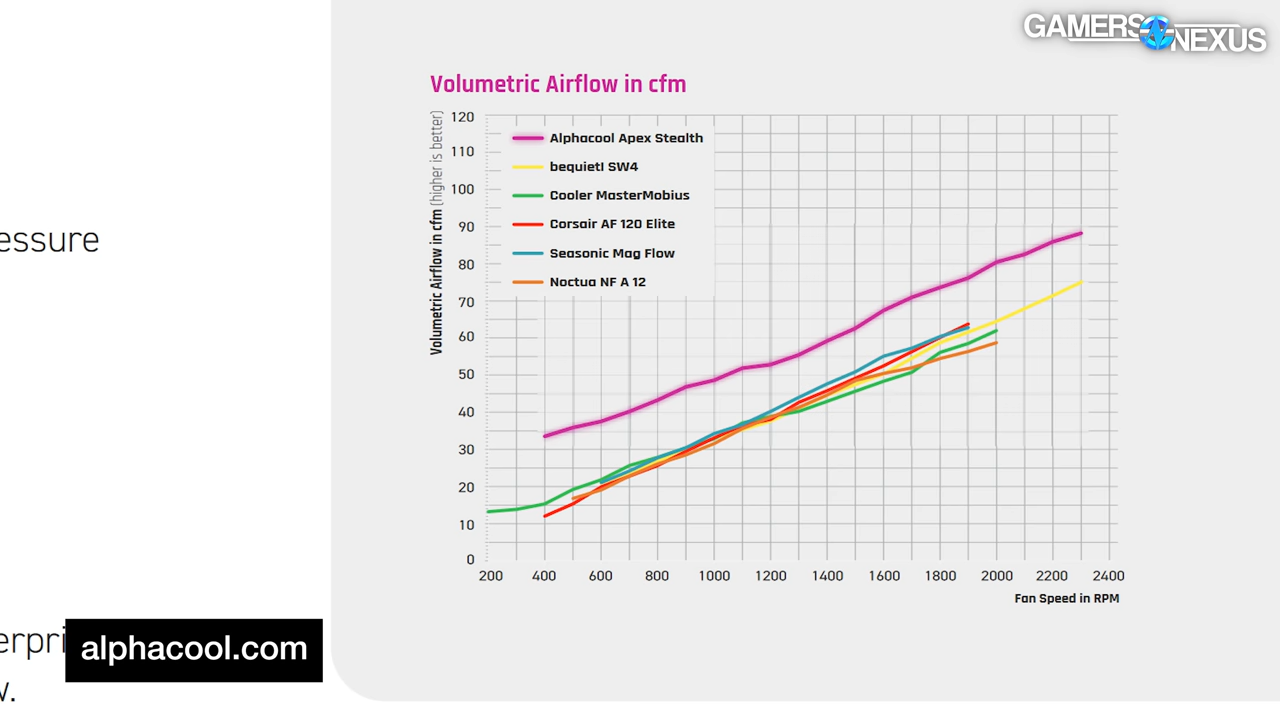 GAMERS NEXUS
Volumetric Airflow in cfm
Volumetric Airflow in cfm (higher is better)
120
110
100
90
80
70
60
50
40
30
20
10
0
Alphacool Apex Stealth
bequiet! SW4
Cooler MasterMobius
Corsair AF 120 Elite
Seasonic Mag Flow
Noctua NF A 12
200 400 600 800 1000 1200 1400 1600 1800 2000 2200 2400
Fan Speed in RPM
essure
erpri
w.
alphacool.com